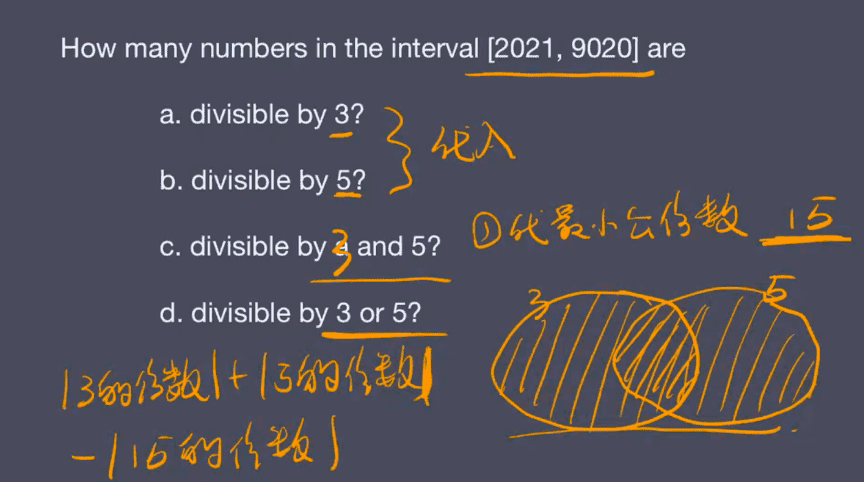 How many numbers in the interval [2021, 9020] are
a. divisible by 3?
b. divisible by 5?
代入
c. divisible by 3 and 5?
①代最小公倍数 15
d. divisible by 3 or 5?
3
5
|3的倍数|+|5的倍数|
-|15的倍数|